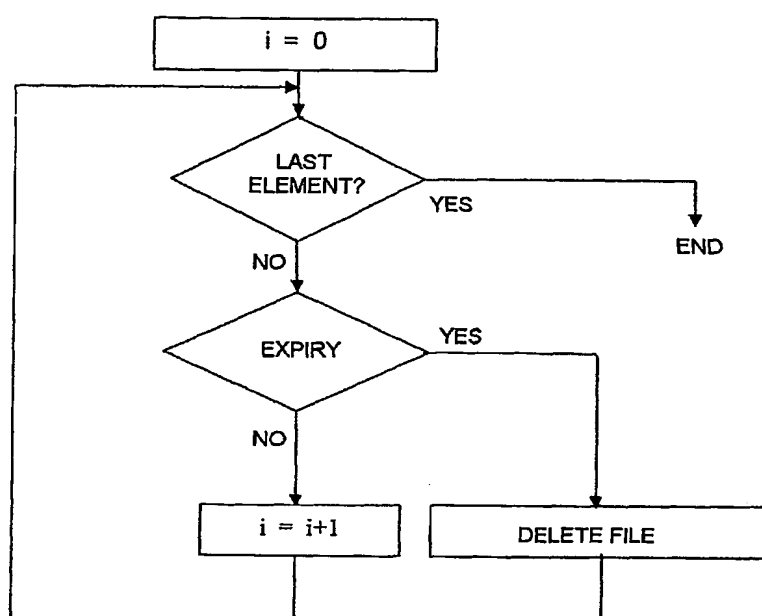 i = 0
LAST
ELEMENT?
YES
END
NO
EXPIRY
YES
NO
i = i+1
DELETE FILE